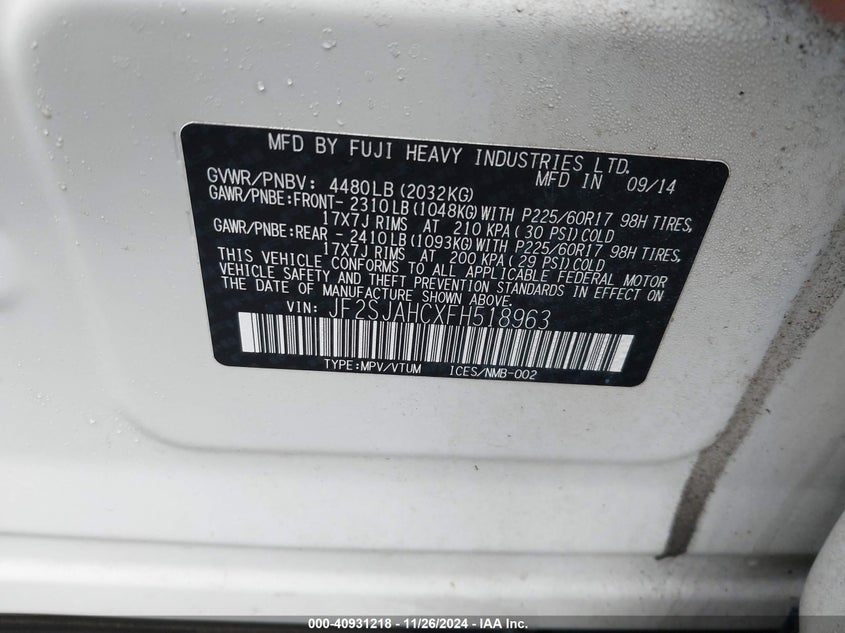 MFD BY FUJI HEAVY INDUSTRIES LTD.
MFD IN 09/14
GVWR/PNBV: 4480LB (2032KG)
GAWR/PNBE:FRONT- 2310LB (1048KG) WITH P225/60R17 98H TIRES,
17X7J RIMS AT 210 KPA (30 PSI) COLD
GAWR/PNBE:REAR - 2410LB (1093KG) WITH P225/60R17 98H TIRES,
17X7J RIMS AT 200 KPA (29 PSI) COLD
THIS VEHICLE CONFORMS TO ALL APPLICABLE FEDERAL MOTOR
VEHICLE SAFETY AND THEFT PREVENTION STANDARDS IN EFFECT ON
THE DATE OF MANUFACTURE SHOWN ABOVE.
VIN: JF2SJAHCXFH518963
TYPE:MPV/VTUM ICES/NMB-002
000-40931218 - 11/26/2024 - IAA Inc.